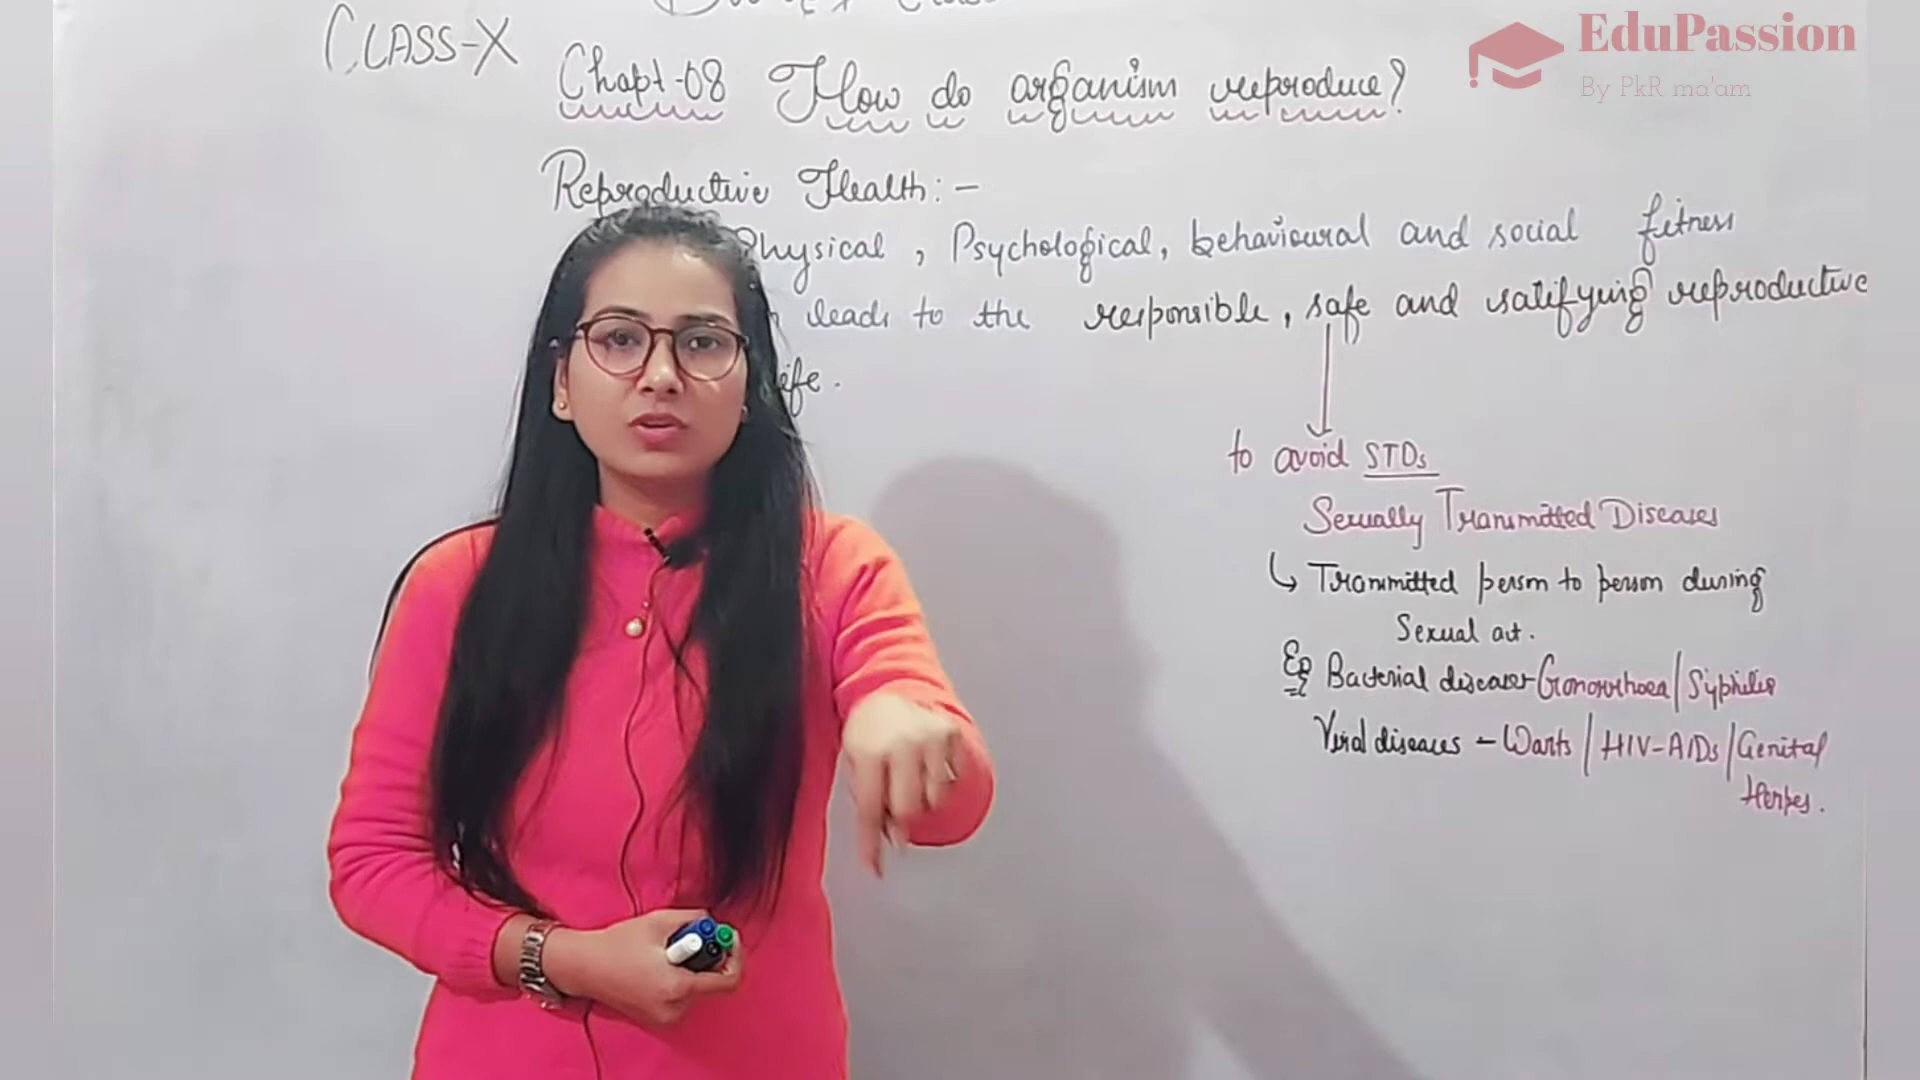 CLASS-X
EduPassion
By PkR ma'am
Chapt-08 How do organism reproduce?
Reproductive Health:-
Physical, Psychological, behavioural and social fitness
leads to the responsible, safe and satifying reproductive
life.
to avoid STDs
Sexually Transmitted Diseases
↳ Transmitted person to person during
Sexual act.
Eg Bacterial diseases - Gonorrhoea / Syphilis
Viral diseases - Warts / HIV-AIDs / Genital
Herpes.